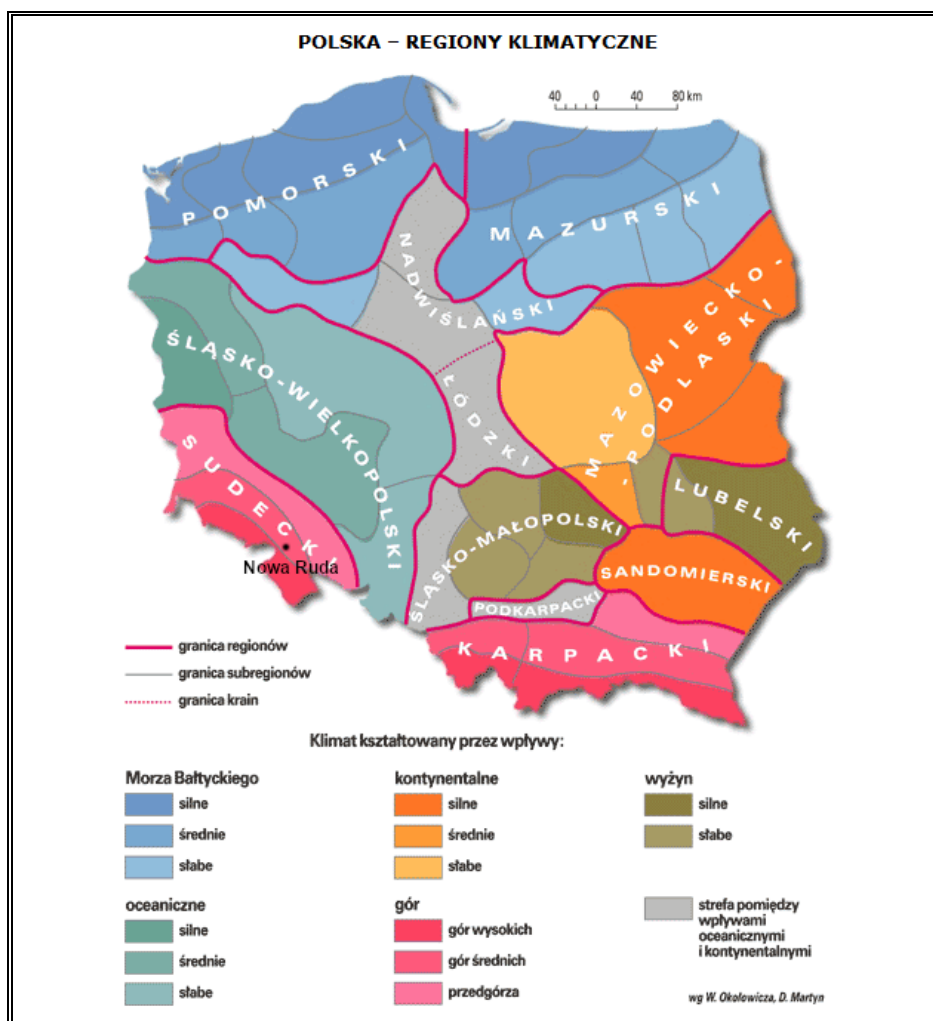 POLSKA – REGIONY KLIMATYCZNE
40 0 40 80 km
POMORSKI
MAZURSKI
NADWIŚLAŃSKI
MAZOWIECKO-
-PODLASKI
ŚLĄSKO-WIELKOPOLSKI
ŁÓDZKI
SUDECKI
LUBELSKI
ŚLĄSKO-MAŁOPOLSKI
Nowa Ruda
SANDOMIERSKI
PODKARPACKI
KARPACKI
granica regionów
granica subregionów
granica krain
Klimat kształtowany przez wpływy:
Morza Bałtyckiego
silne
średnie
słabe
kontynentalne
silne
średnie
słabe
wyżyn
silne
słabe
oceaniczne
silne
średnie
słabe
gór
gór wysokich
gór średnich
przedgórza
strefa pomiędzy
wpływami
oceanicznymi
i kontynentalnymi
wg W. Okołowicza, D. Martyn